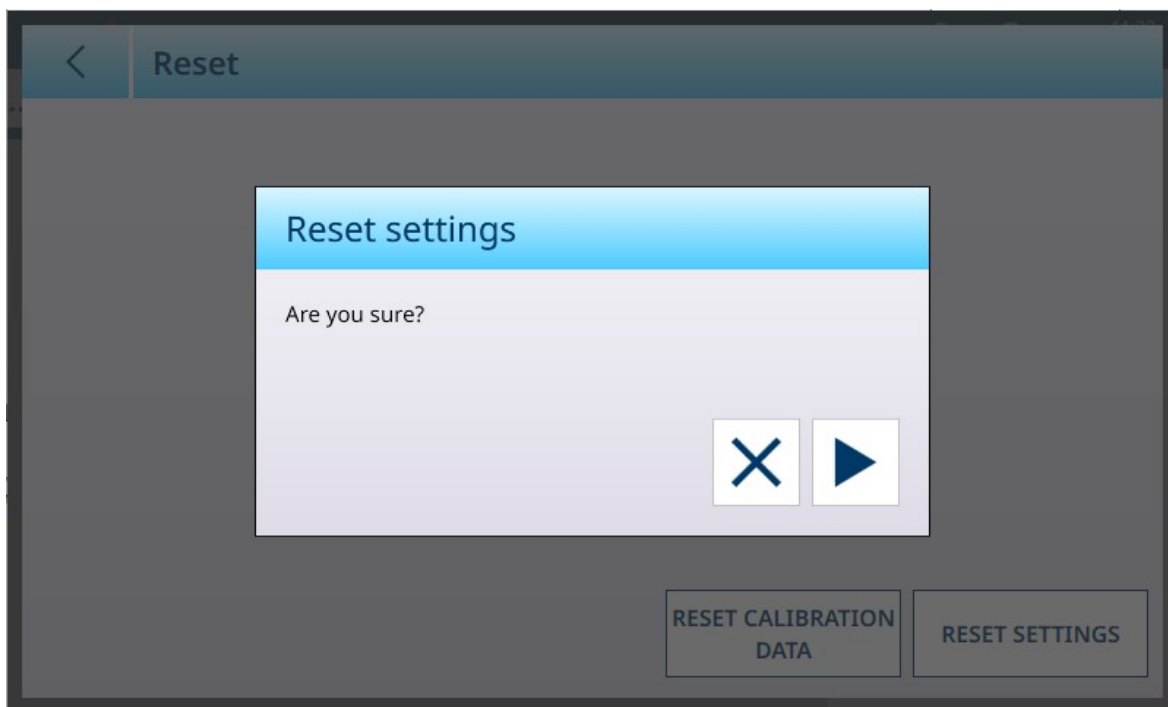 Reset
Reset settings
Are you sure?
RESET CALIBRATION
DATA
RESET SETTINGS